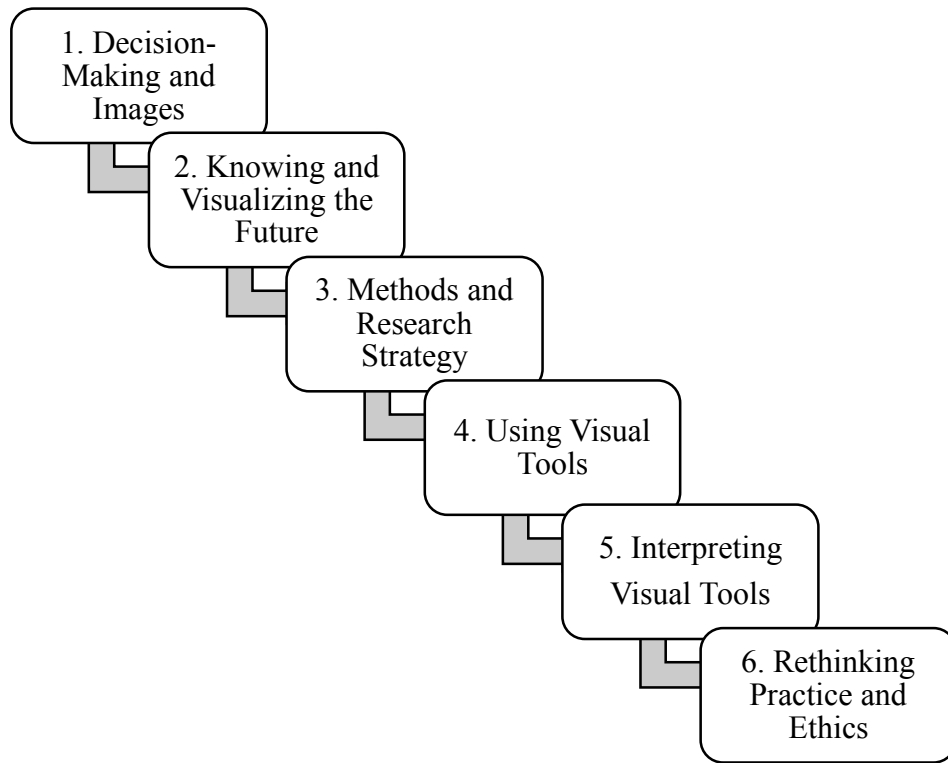 1. Decision-
Making and
Images
2. Knowing and
Visualizing the
Future
3. Methods and
Research
Strategy
4. Using Visual
Tools
5. Interpreting
Visual Tools
6. Rethinking
Practice and
Ethics